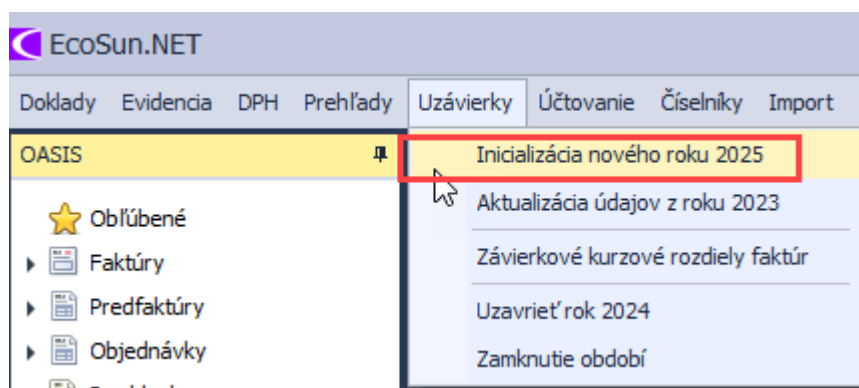 EcoSun.NET
Doklady Evidencia DPH Prehľady Uzávierky Účtovanie Číselníky Import
OASIS
Inicializácia nového roku 2025
Aktualizácia údajov z roku 2023
Obľúbené
Závierkové kurzové rozdiely faktúr
Faktúry
Uzavrieť rok 2024
Predfaktúry
Zamknutie období
Objednávky